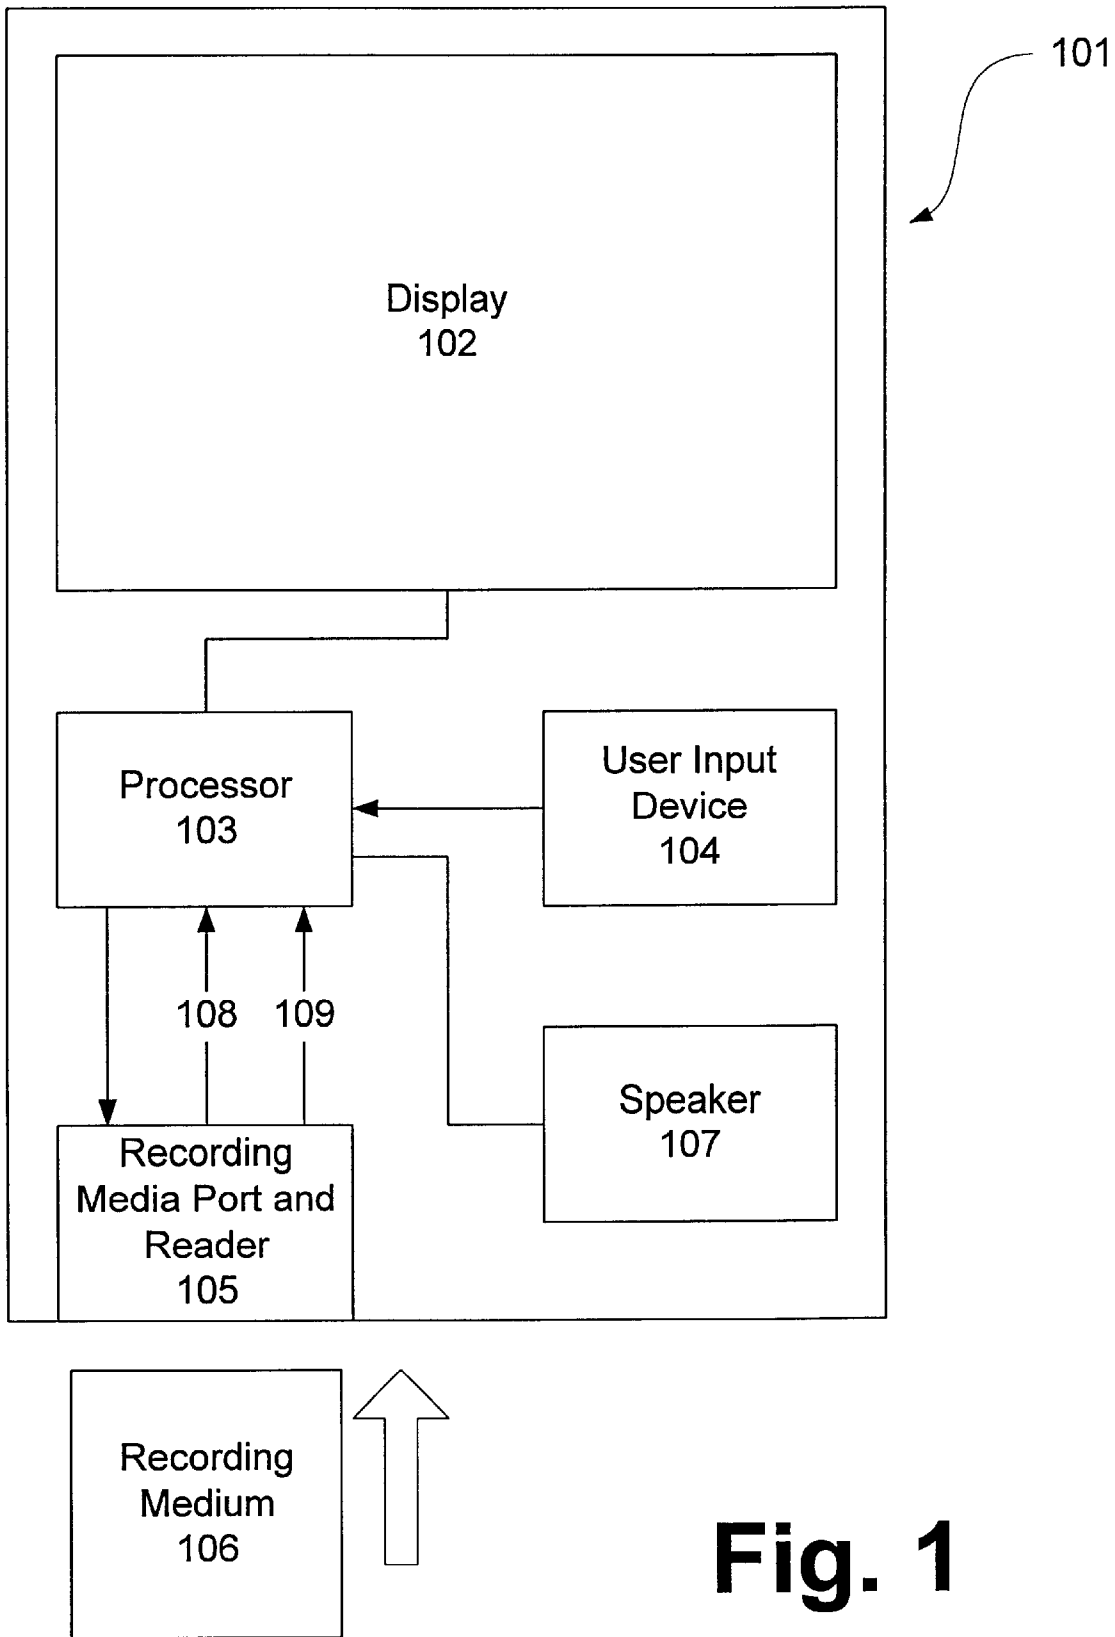 101
Display
102
Processor
103
User Input
Device
104
108 109
Speaker
107
Recording
Media Port and
Reader
105
Recording
Medium
106
Fig. 1